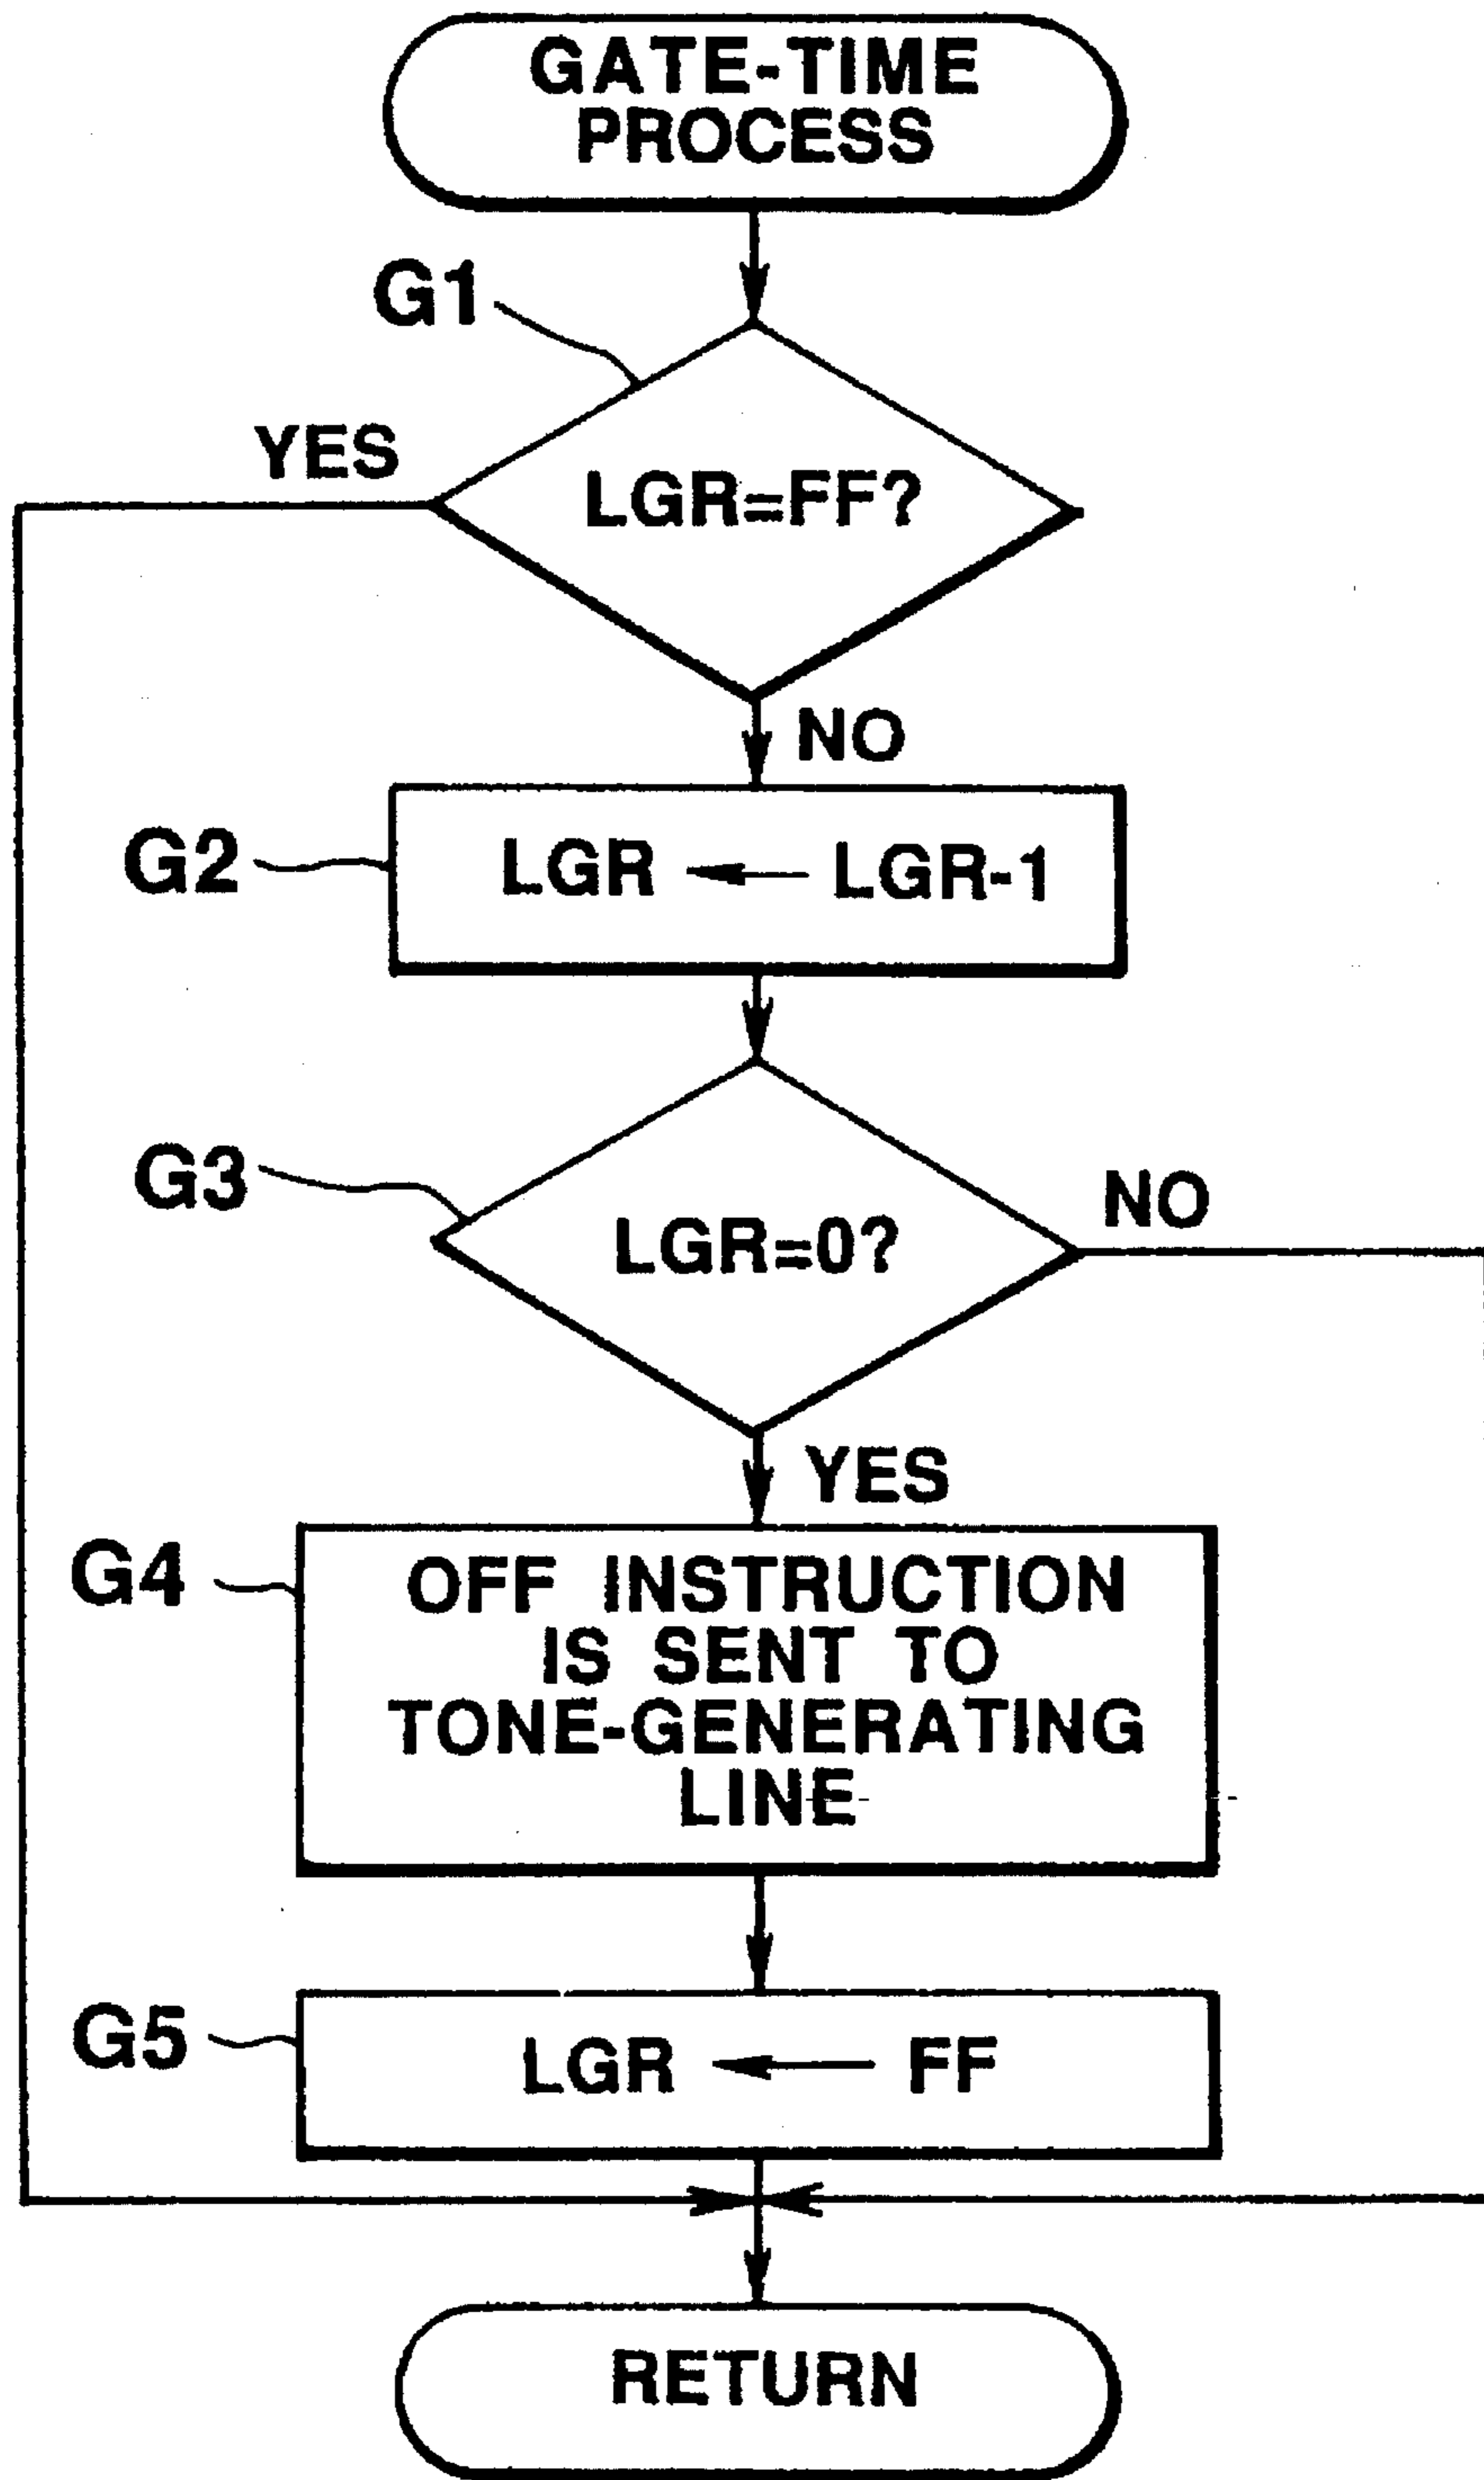 GATE-TIME
PROCESS
G1
YES
LGR=FF?
NO
G2
LGR ← LGR-1
G3
NO
LGR=0?
YES
G4
OFF INSTRUCTION
IS SENT TO
TONE-GENERATING
LINE
G5
LGR ← FF
RETURN